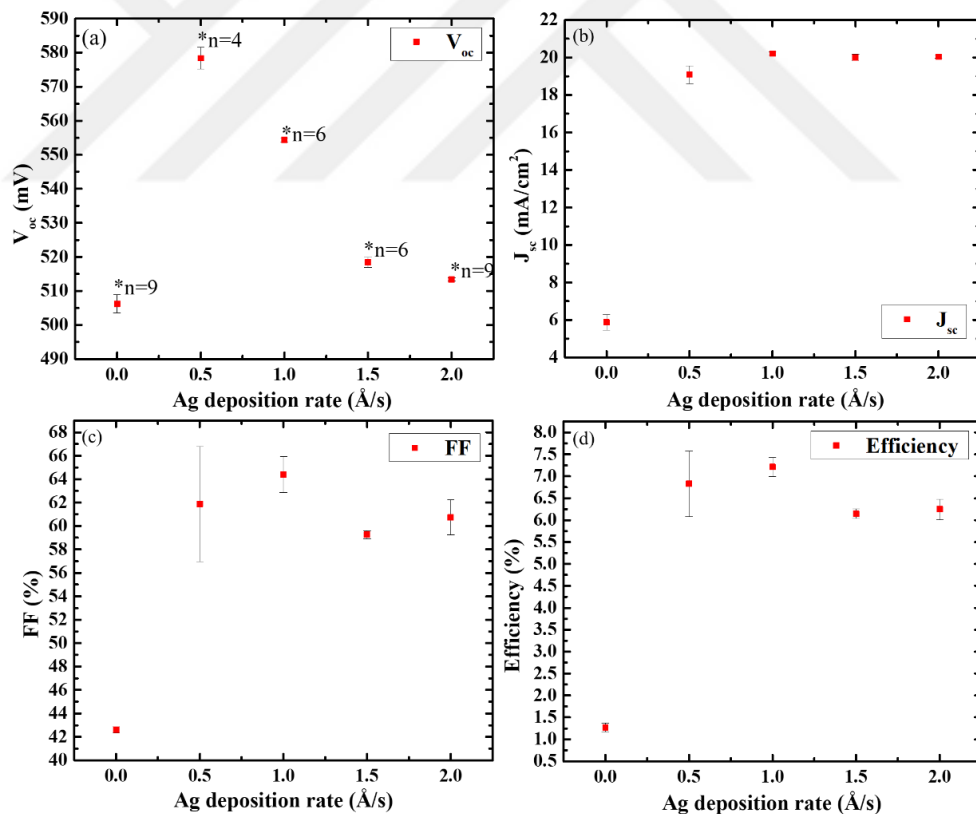 (a)
*n=4
V_oc
*n=6
*n=6
*n=9
*n=9
590
580
570
560
550
540
530
520
510
500
490
V_oc (mV)
0.0 0.5 1.0 1.5 2.0
Ag deposition rate (Å/s)
(b)
22
20
18
16
14
12
10
8
6
4
J_sc (mA/cm²)
J_sc
0.0 0.5 1.0 1.5 2.0
Ag deposition rate (Å/s)
(c)
FF
68
66
64
62
60
58
56
54
52
50
48
46
44
42
40
FF (%)
0.0 0.5 1.0 1.5 2.0
Ag deposition rate (Å/s)
(d)
Efficiency
8.0
7.5
7.0
6.5
6.0
5.5
5.0
4.5
4.0
3.5
3.0
2.5
2.0
1.5
1.0
0.5
Efficiency (%)
0.0 0.5 1.0 1.5 2.0
Ag deposition rate (Å/s)